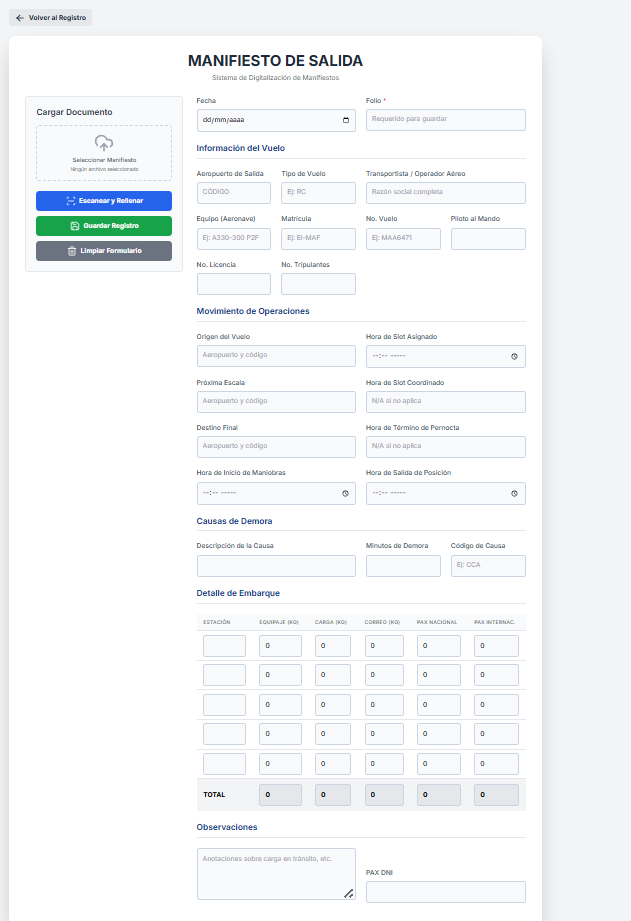 Volver al Registro
MANIFIESTO DE SALIDA
Sistema de Digitalización de Manifiestos
Cargar Documento
Seleccionar Manifiesto
Ningún archivo seleccionado
Escanear y Rellenar
Guardar Registro
Limpiar Formulario
Fecha
Folio *
dd/mm/aaaa
Requerido para guardar
Información del Vuelo
Aeropuerto de Salida
Tipo de Vuelo
Transportista / Operador Aéreo
CÓDIGO
Ej: RC
Razón social completa
Equipo (Aeronave)
Matrícula
No. Vuelo
Piloto al Mando
Ej: A330-300 P2F
Ej: EI-MAF
Ej: MAA6471
No. Licencia
No. Tripulantes
Movimiento de Operaciones
Origen del Vuelo
Hora de Slot Asignado
Aeropuerto y código
--:-- -----
Próxima Escala
Hora de Slot Coordinado
Aeropuerto y código
N/A si no aplica
Destino Final
Hora de Término de Pernocta
Aeropuerto y código
N/A si no aplica
Hora de Inicio de Maniobras
Hora de Salida de Posición
--:-- -----
--:-- -----
Causas de Demora
Descripción de la Causa
Minutos de Demora
Código de Causa
Ej: CCA
Detalle de Embarque
ESTACIÓN EQUIPAJE (KG) CARGA (KG) CORREO (KG) PAX NACIONAL PAX INTERNAC.
0 0 0 0 0
0 0 0 0 0
0 0 0 0 0
0 0 0 0 0
0 0 0 0 0
TOTAL 0 0 0 0 0
Observaciones
Anotaciones sobre carga en tránsito, etc.
PAX DNI